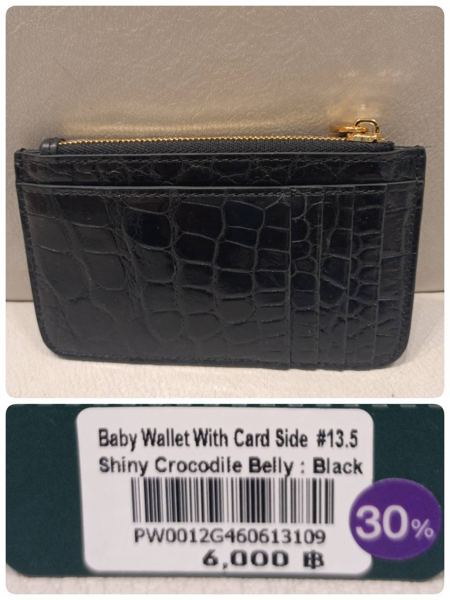 Baby Wallet With Card Side #13.5
Shiny Crocodile Belly : Black
PW0012G460613109
6,000 ฿
30%